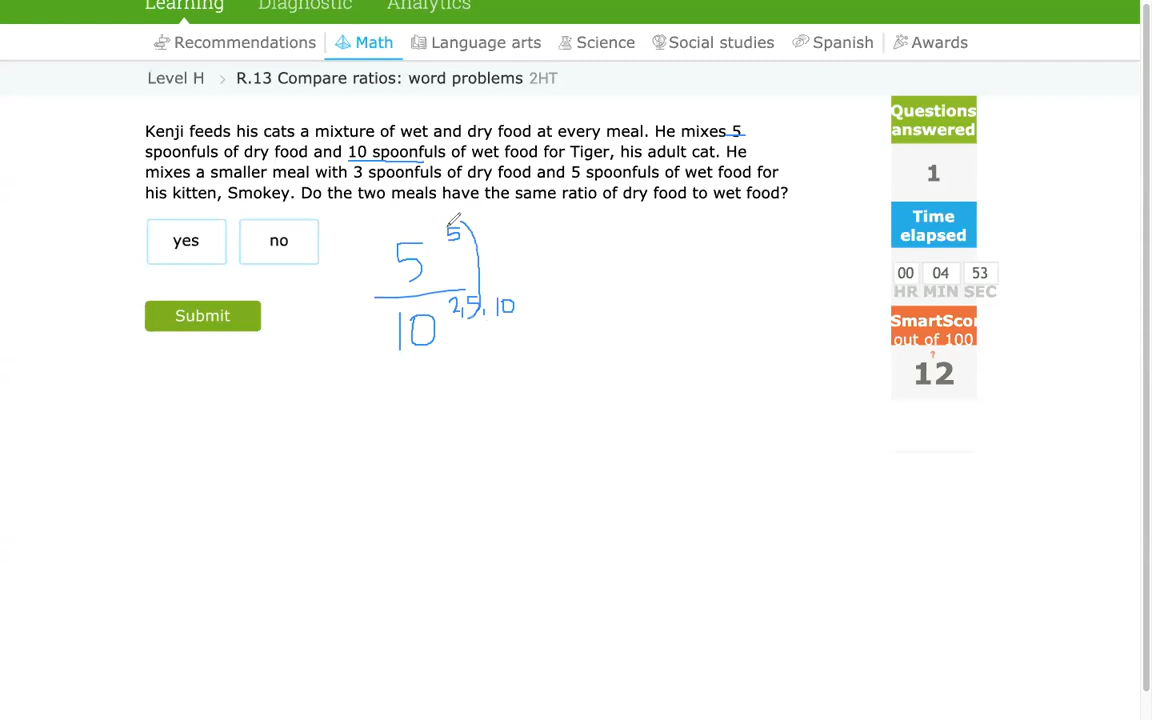 Learning Diagnostic Analytics
Recommendations Math Language arts Science Social studies Spanish Awards
Level H > R.13 Compare ratios: word problems 2HT
Kenji feeds his cats a mixture of wet and dry food at every meal. He mixes 5
spoonfuls of dry food and 10 spoonfuls of wet food for Tiger, his adult cat. He
mixes a smaller meal with 3 spoonfuls of dry food and 5 spoonfuls of wet food for
his kitten, Smokey. Do the two meals have the same ratio of dry food to wet food?
yes no
Submit
5 5
10 2, 5, 10
Questions
answered
1
Time
elapsed
00 04 53
HR MIN SEC
SmartScor
out of 100
?
12